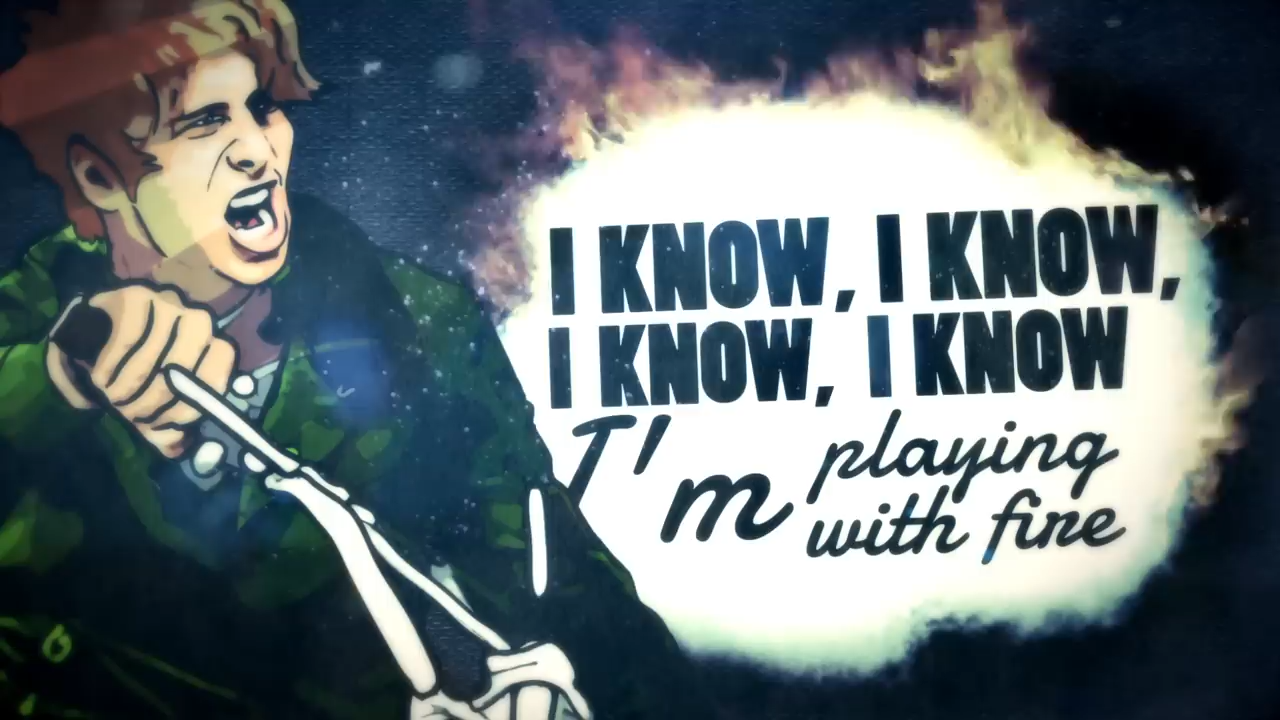 I KNOW, I KNOW,
I KNOW, I KNOW
I'm playing
with fire